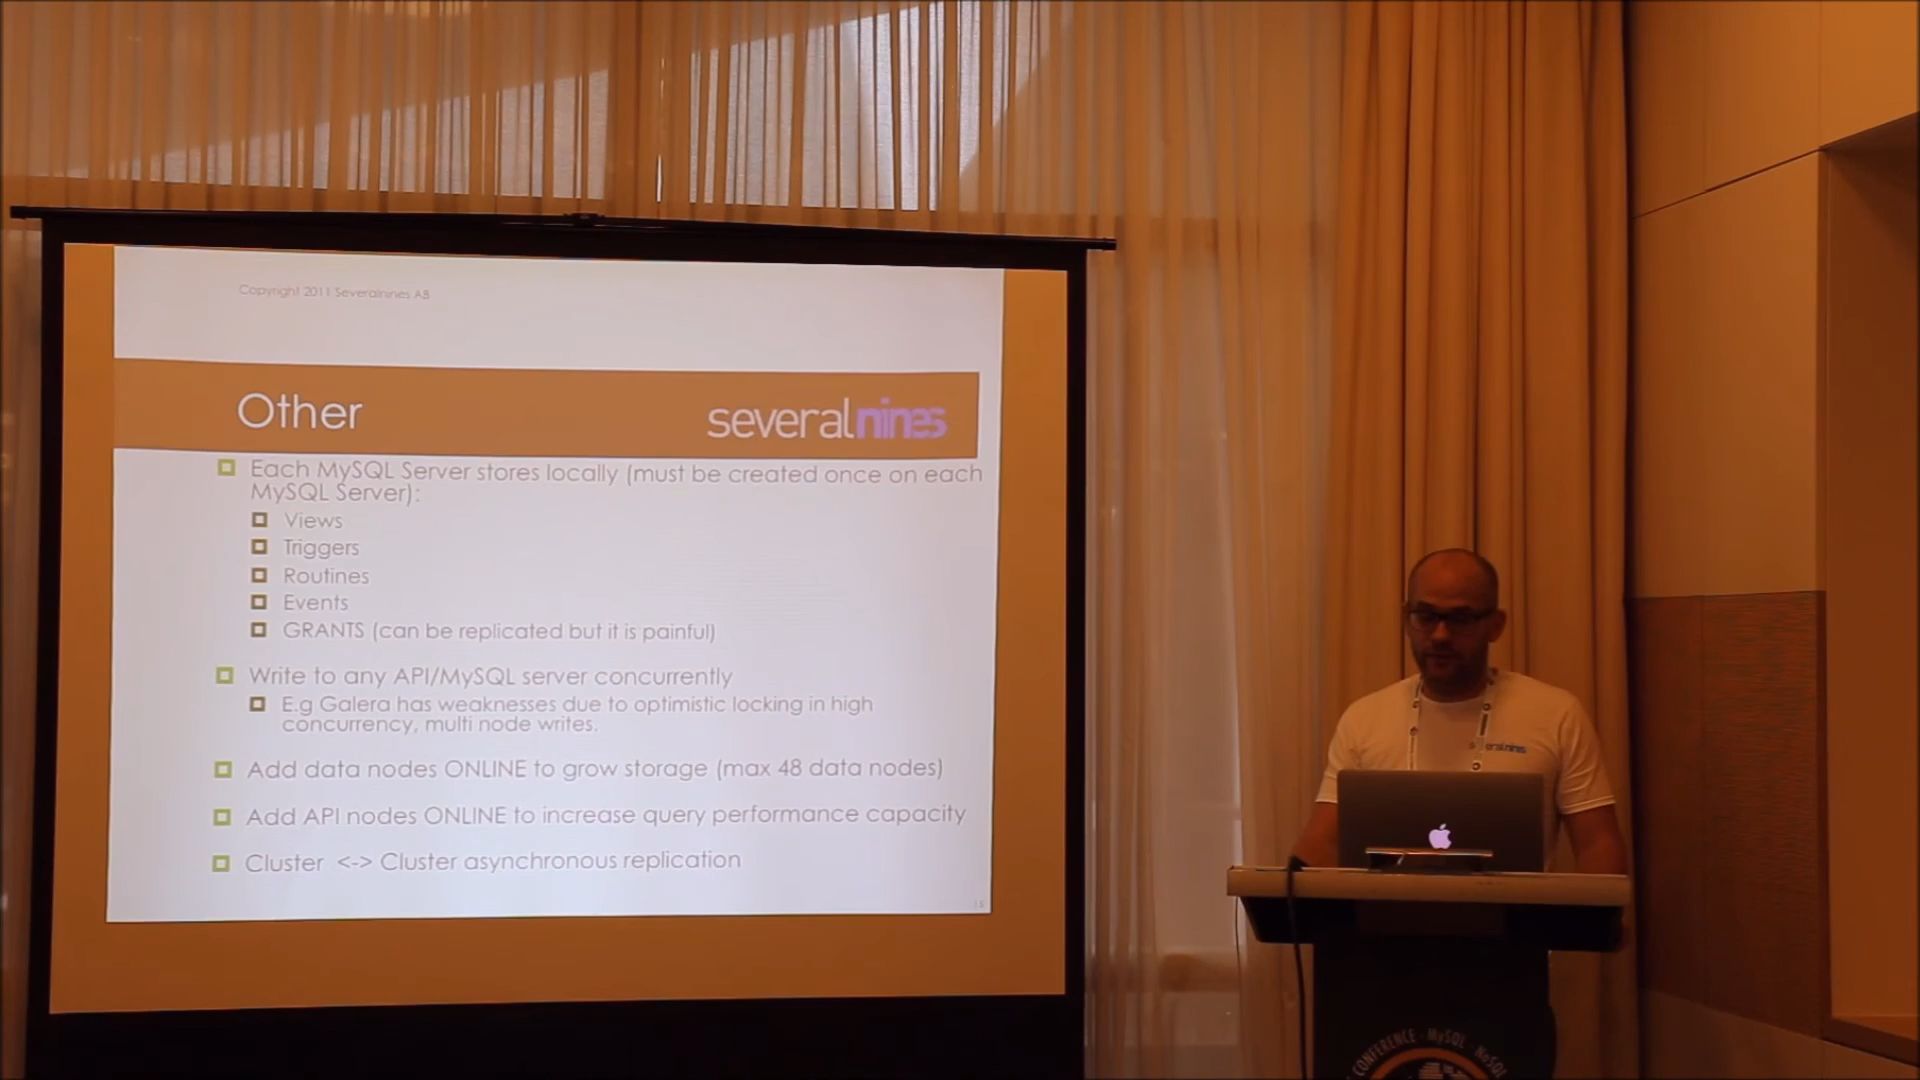 Copyright 2011 Severalnines AB
Other
severalnines
Each MySQL Server stores locally (must be created once on each
MySQL Server):
Views
Triggers
Routines
Events
GRANTS (can be replicated but it is painful)
Write to any API/MySQL server concurrently
E.g Galera has weaknesses due to optimistic locking in high
concurrency, multi node writes.
Add data nodes ONLINE to grow storage (max 48 data nodes)
Add API nodes ONLINE to increase query performance capacity
Cluster <-> Cluster asynchronous replication
CONFERENCE · MySQL · NoSQL